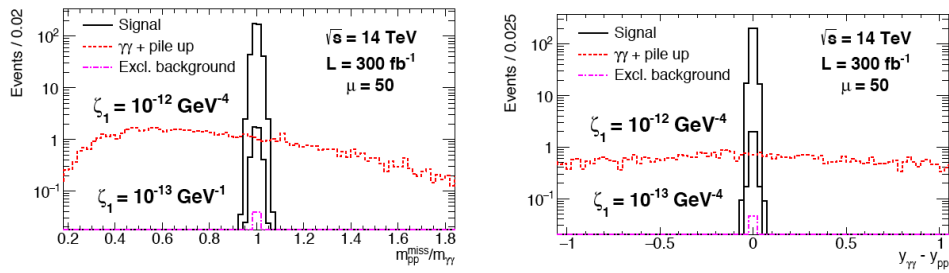 Events / 0.02
10²
10
1
10⁻¹
Signal
γγ + pile up
Excl. background
√s = 14 TeV
L = 300 fb⁻¹
μ = 50
ζ₁ = 10⁻¹² GeV⁻⁴
ζ₁ = 10⁻¹³ GeV⁻¹
0.2 0.4 0.6 0.8 1 1.2 1.4 1.6 1.8
m_pp^miss/m_γγ
Events / 0.025
10²
10
1
10⁻¹
Signal
γγ + pile up
Excl. background
√s = 14 TeV
L = 300 fb⁻¹
μ = 50
ζ₁ = 10⁻¹² GeV⁻⁴
ζ₁ = 10⁻¹³ GeV⁻⁴
-1 -0.5 0 0.5 1
y_γγ - y_pp